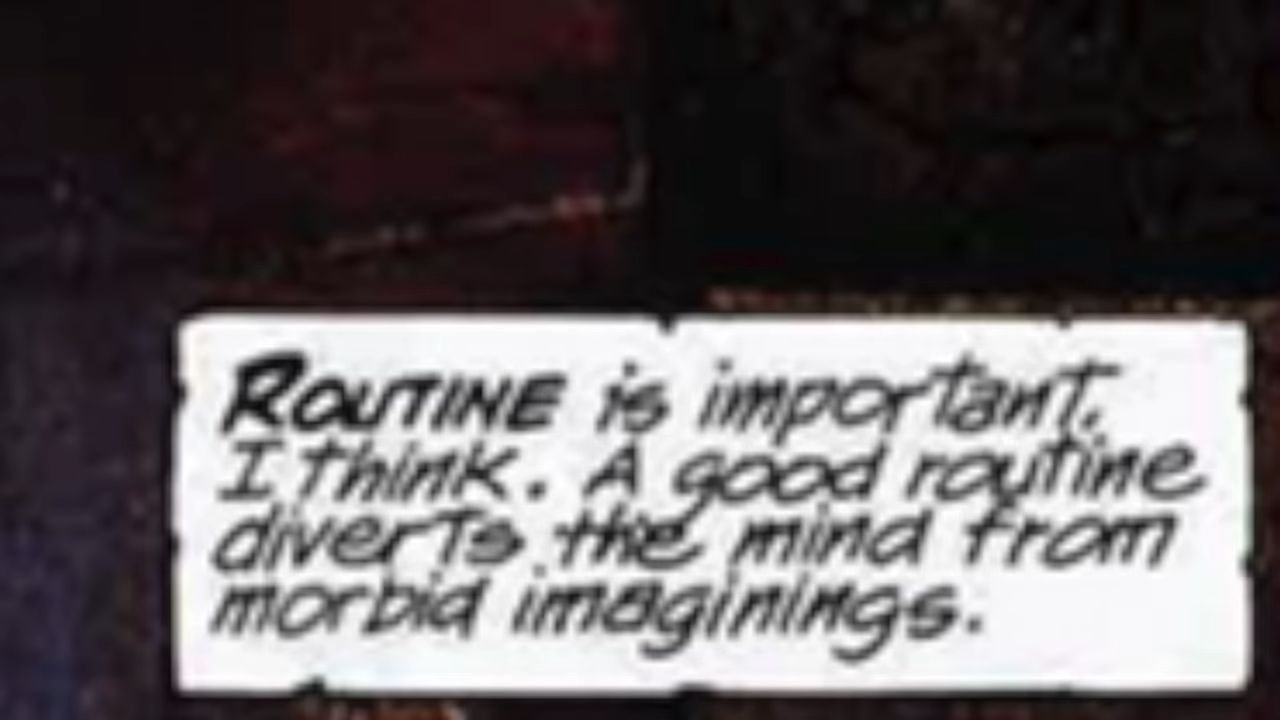 ROUTINE is important,
I think. A good routine
diverts the mind from
morbid imaginings.